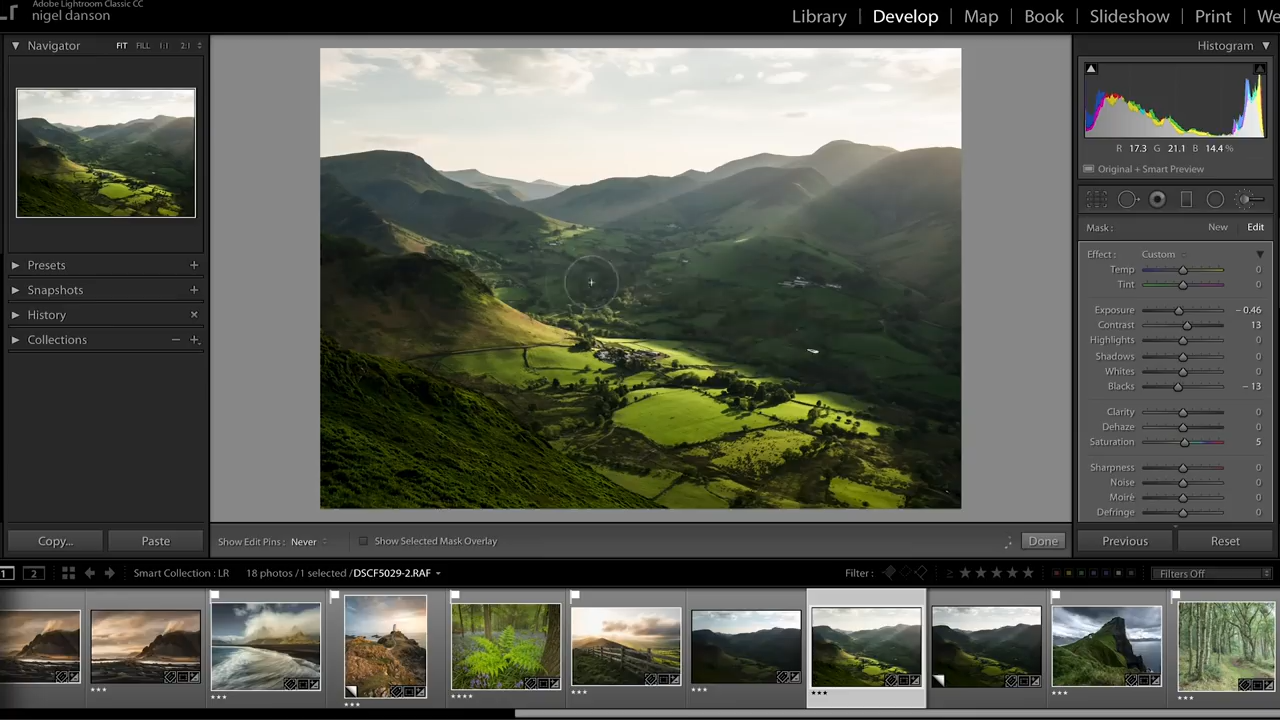 Adobe Lightroom Classic CC
nigel danson
Library | Develop | Map | Book | Slideshow | Print | We
Navigator FIT FILL 1:1 2:1
Histogram
R 17.3 G 21.1 B 14.4 %
Original + Smart Preview
Mask : New Edit
Effect : Custom
Temp 0
Tint 0
Exposure – 0.46
Contrast 13
Highlights 0
Shadows 0
Whites 0
Blacks – 13
Clarity 0
Dehaze 0
Saturation 5
Sharpness 0
Noise 0
Moiré 0
Defringe 0
Presets
Snapshots
History
Collections
Copy... Paste
Show Edit Pins : Never Show Selected Mask Overlay Done
Previous Reset
1 2 Smart Collection : LR 18 photos / 1 selected / DSCF5029-2.RAF Filter : Filters Off